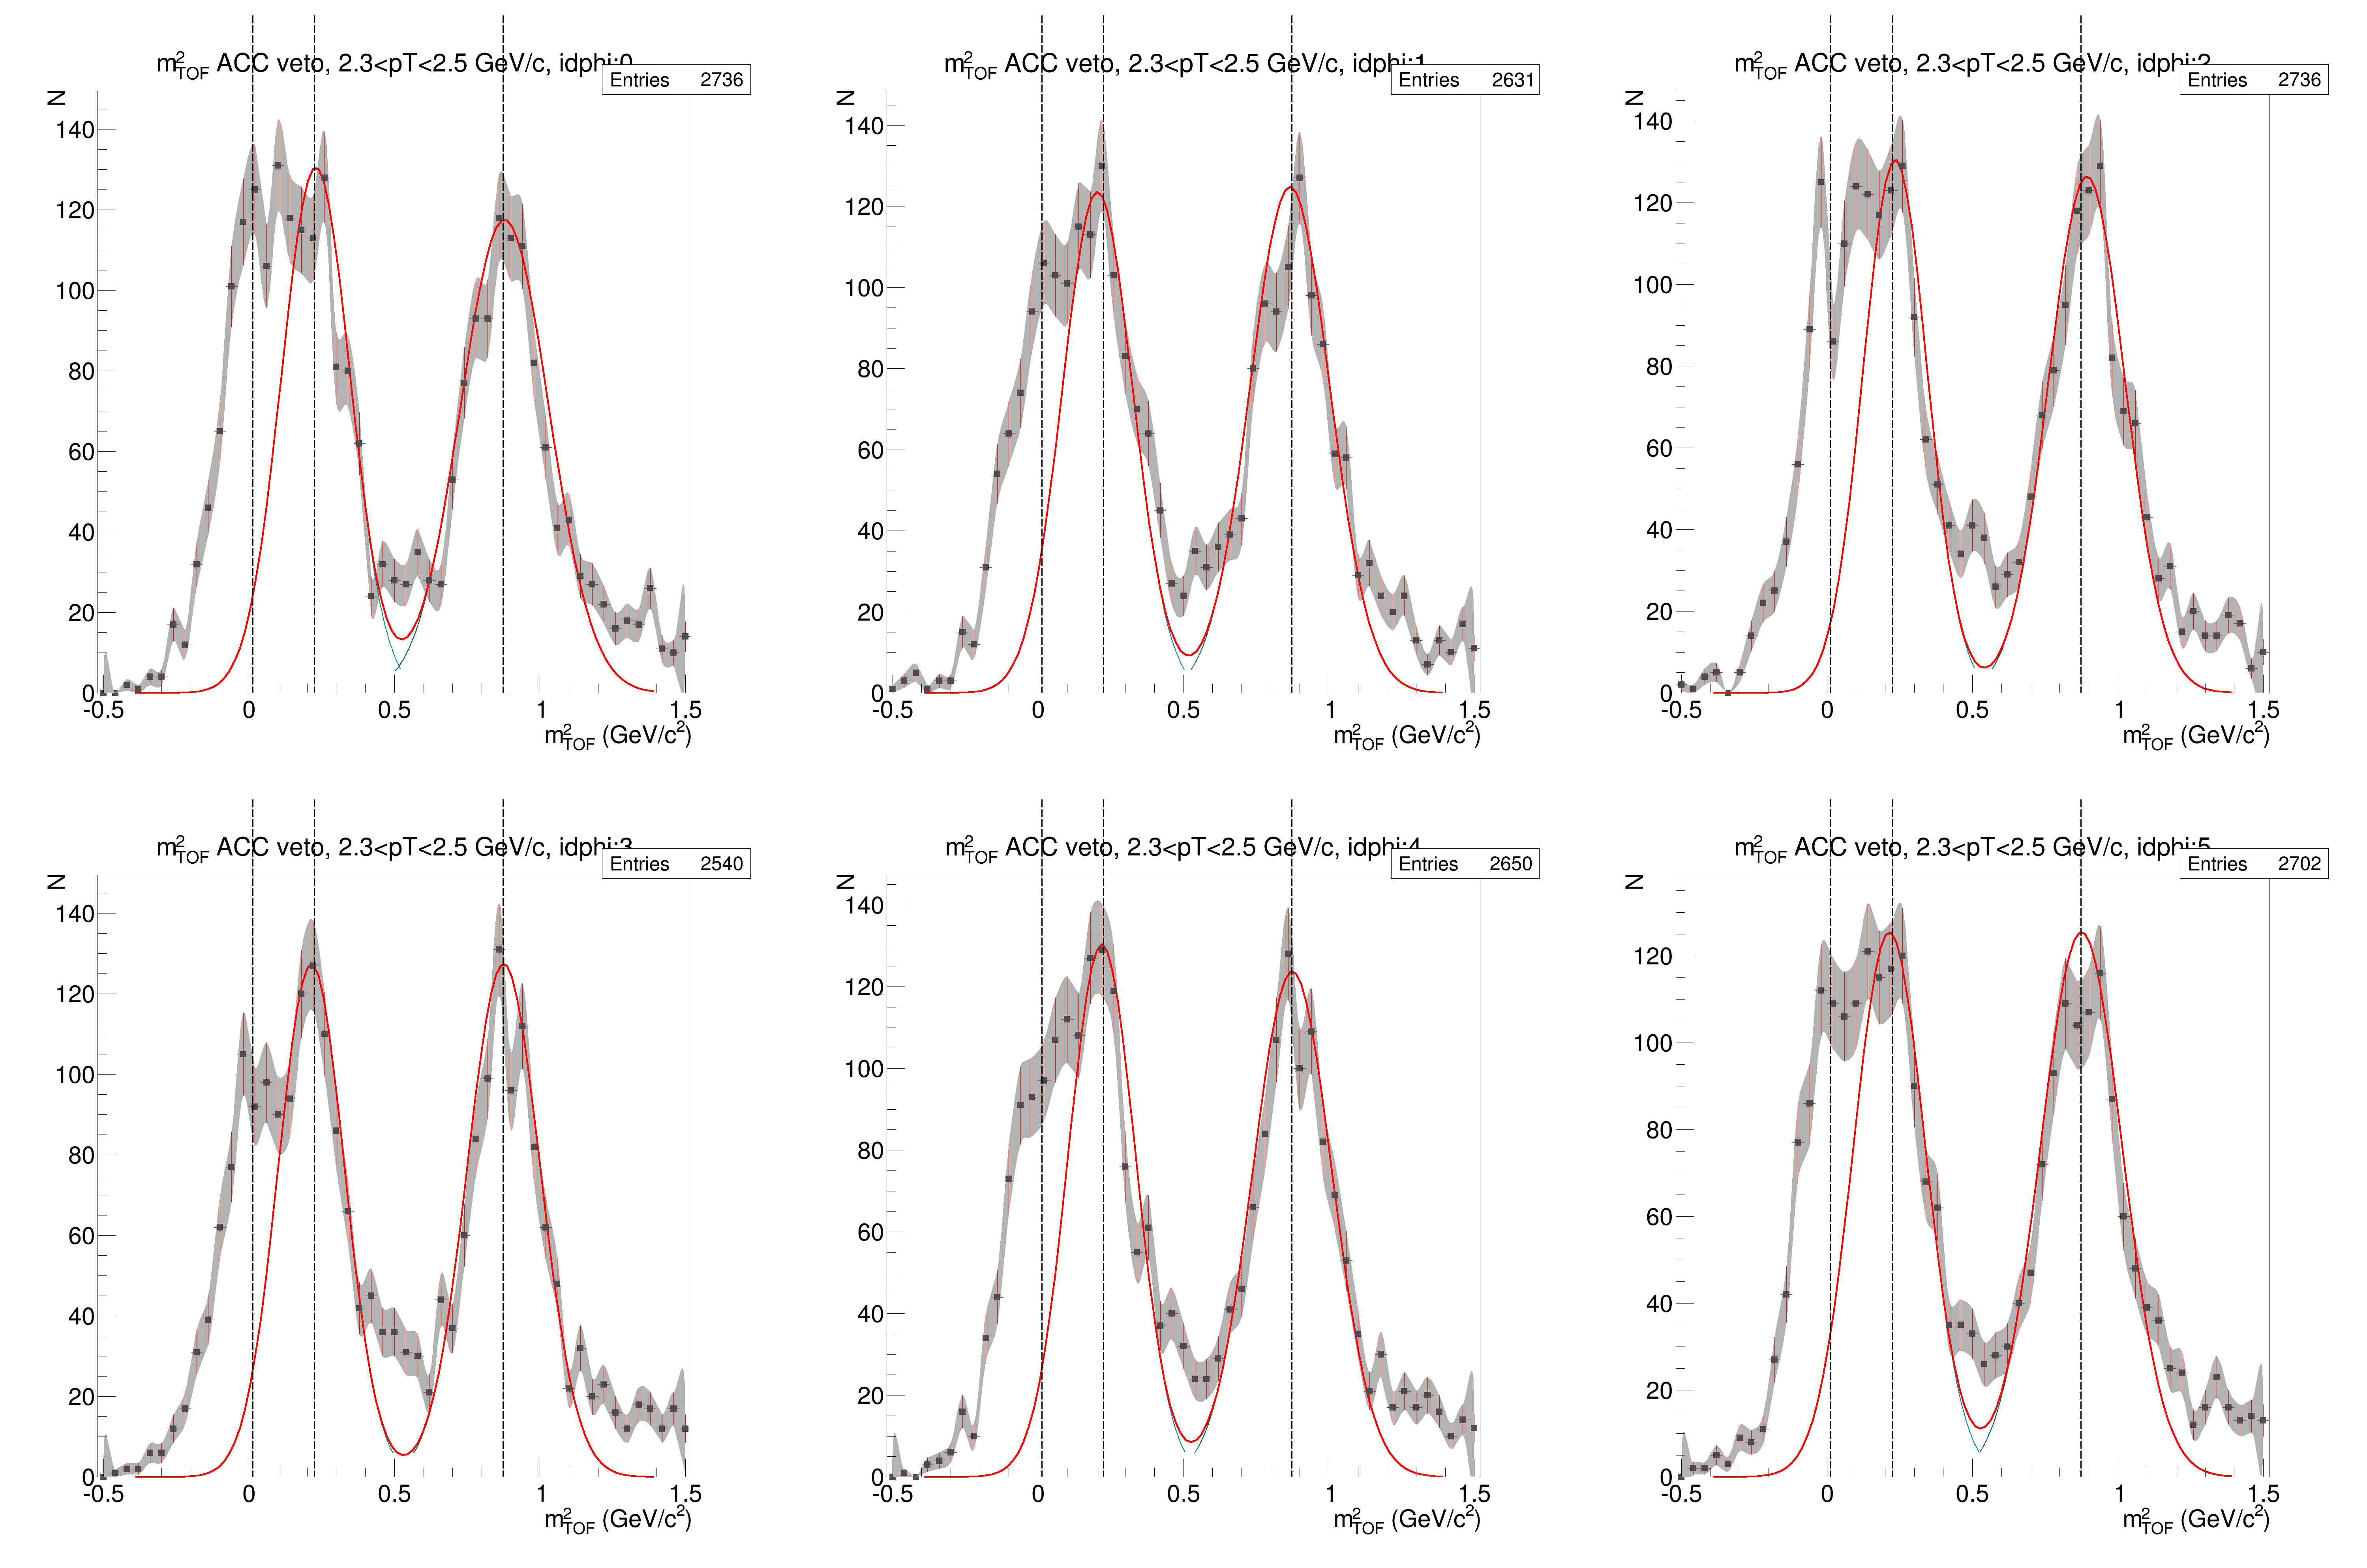 m²TOF ACC veto, 2.3<pT<2.5 GeV/c, idphi:0
Entries 2736
N
140
120
100
80
60
40
20
0
-0.5 0 0.5 1 1.5
m²TOF (GeV/c²)
m²TOF ACC veto, 2.3<pT<2.5 GeV/c, idphi:1
Entries 2631
N
140
120
100
80
60
40
20
0
-0.5 0 0.5 1 1.5
m²TOF (GeV/c²)
m²TOF ACC veto, 2.3<pT<2.5 GeV/c, idphi:2
Entries 2736
N
140
120
100
80
60
40
20
0
-0.5 0 0.5 1 1.5
m²TOF (GeV/c²)
m²TOF ACC veto, 2.3<pT<2.5 GeV/c, idphi:3
Entries 2540
N
140
120
100
80
60
40
20
0
-0.5 0 0.5 1 1.5
m²TOF (GeV/c²)
m²TOF ACC veto, 2.3<pT<2.5 GeV/c, idphi:4
Entries 2650
N
140
120
100
80
60
40
20
0
-0.5 0 0.5 1 1.5
m²TOF (GeV/c²)
m²TOF ACC veto, 2.3<pT<2.5 GeV/c, idphi:5
Entries 2702
N
120
100
80
60
40
20
0
-0.5 0 0.5 1 1.5
m²TOF (GeV/c²)